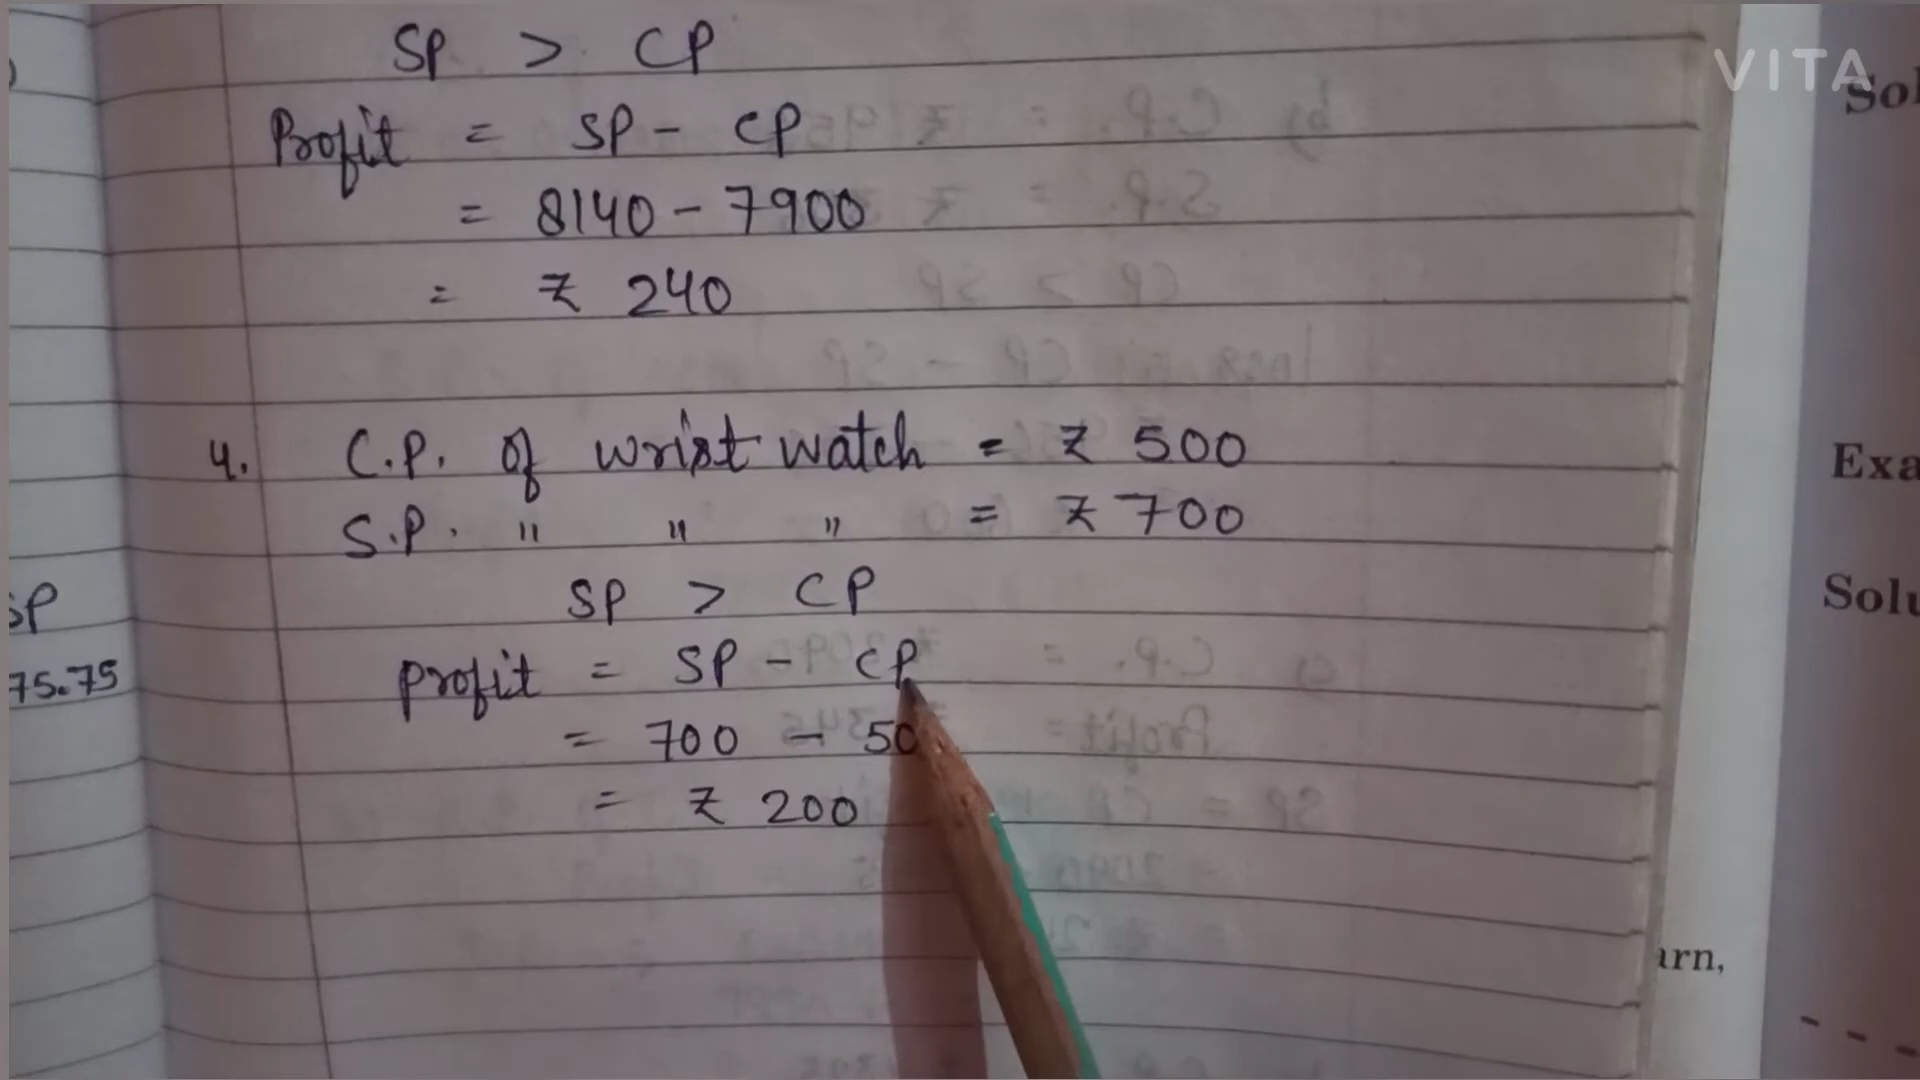 SP > CP
Profit = SP - CP
= 8140 - 7900
= ₹ 240
4. C.P. of wrist watch = ₹ 500
S.P. " " " = ₹ 700
SP > CP
Profit = SP - CP
= 700 - 50
= ₹ 200
SP
75.75
VITA
Sol
Exa
Solu
arn,